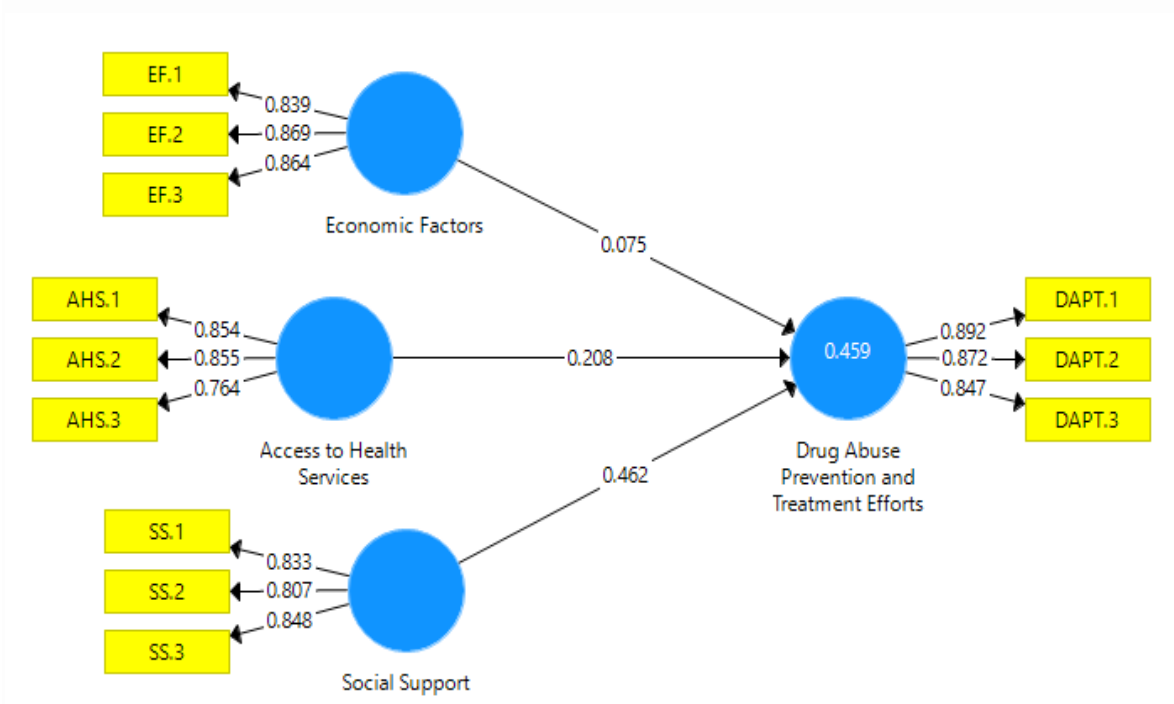 EF.1
0.839
EF.2
0.869
EF.3
0.864
Economic Factors
0.075
AHS.1
0.854
AHS.2
0.855
AHS.3
0.764
Access to Health
Services
0.208
SS.1
0.833
SS.2
0.807
SS.3
0.848
Social Support
0.462
0.459
Drug Abuse
Prevention and
Treatment Efforts
0.892
DAPT.1
0.872
DAPT.2
0.847
DAPT.3